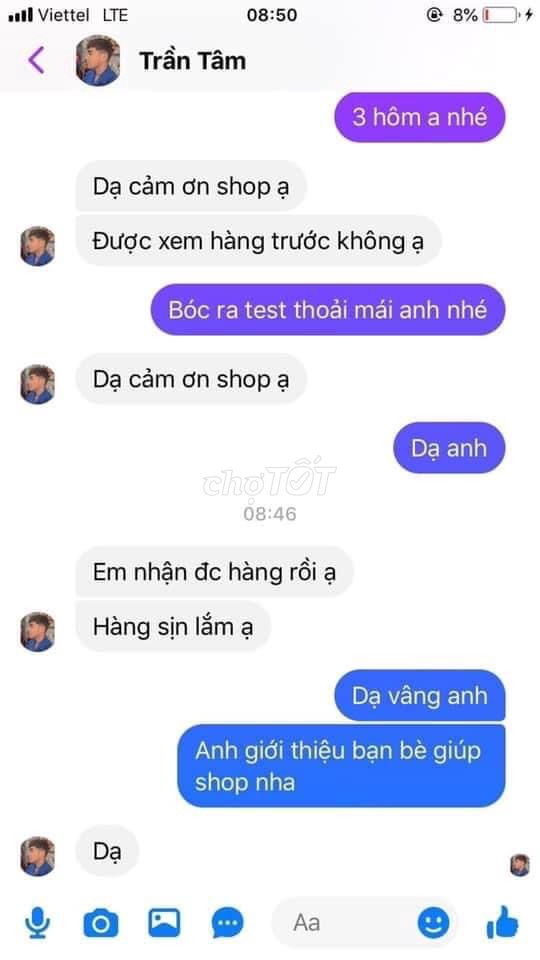 Viettel LTE 08:50 8%
Trần Tâm
3 hôm a nhé
Dạ cảm ơn shop ạ
Được xem hàng trước không ạ
Bóc ra test thoải mái anh nhé
Dạ cảm ơn shop ạ
Dạ anh
chợTỐT
08:46
Em nhận đc hàng rồi ạ
Hàng sịn lắm ạ
Dạ vâng anh
Anh giới thiệu bạn bè giúp
shop nha
Dạ
Aa